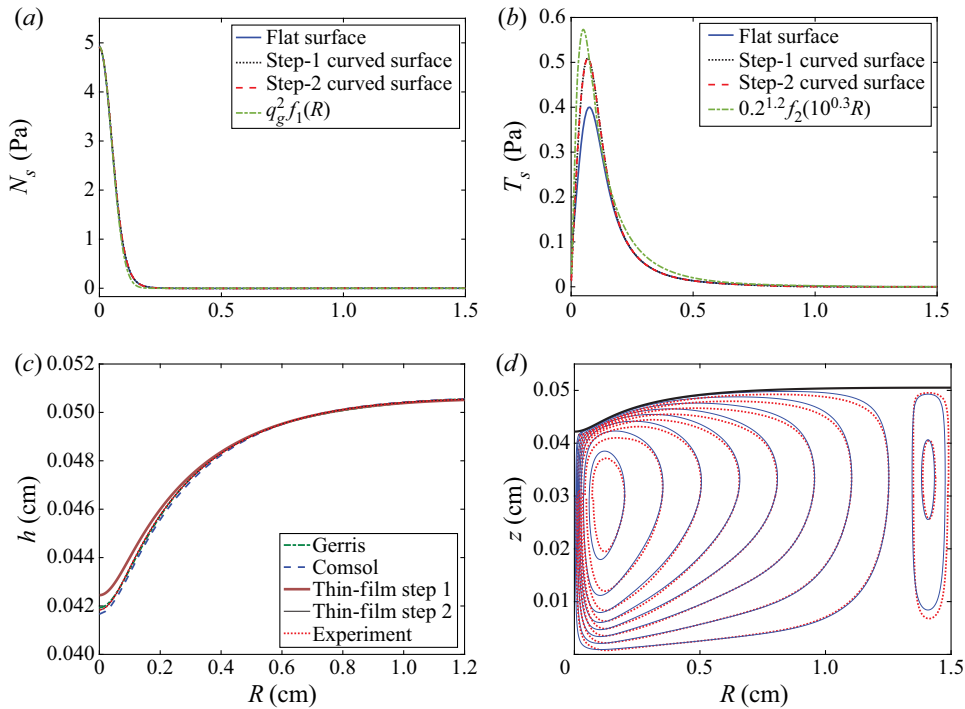 (a)
5
4
3
2
1
0
N_s (Pa)
0
0.5
1.0
1.5
Flat surface
Step-1 curved surface
Step-2 curved surface
q_g^2 f_1(R)
(b)
0.6
0.5
0.4
0.3
0.2
0.1
0
T_s (Pa)
0
0.5
1.0
1.5
Flat surface
Step-1 curved surface
Step-2 curved surface
0.2^{1.2} f_2(10^{0.3}R)
(c)
0.052
0.050
0.048
0.046
0.044
0.042
0.040
h (cm)
0
0.2
0.4
0.6
0.8
1.0
1.2
R (cm)
Gerris
Comsol
Thin-film step 1
Thin-film step 2
Experiment
(d)
0.05
0.04
0.03
0.02
0.01
z (cm)
0
0.5
1.0
1.5
R (cm)